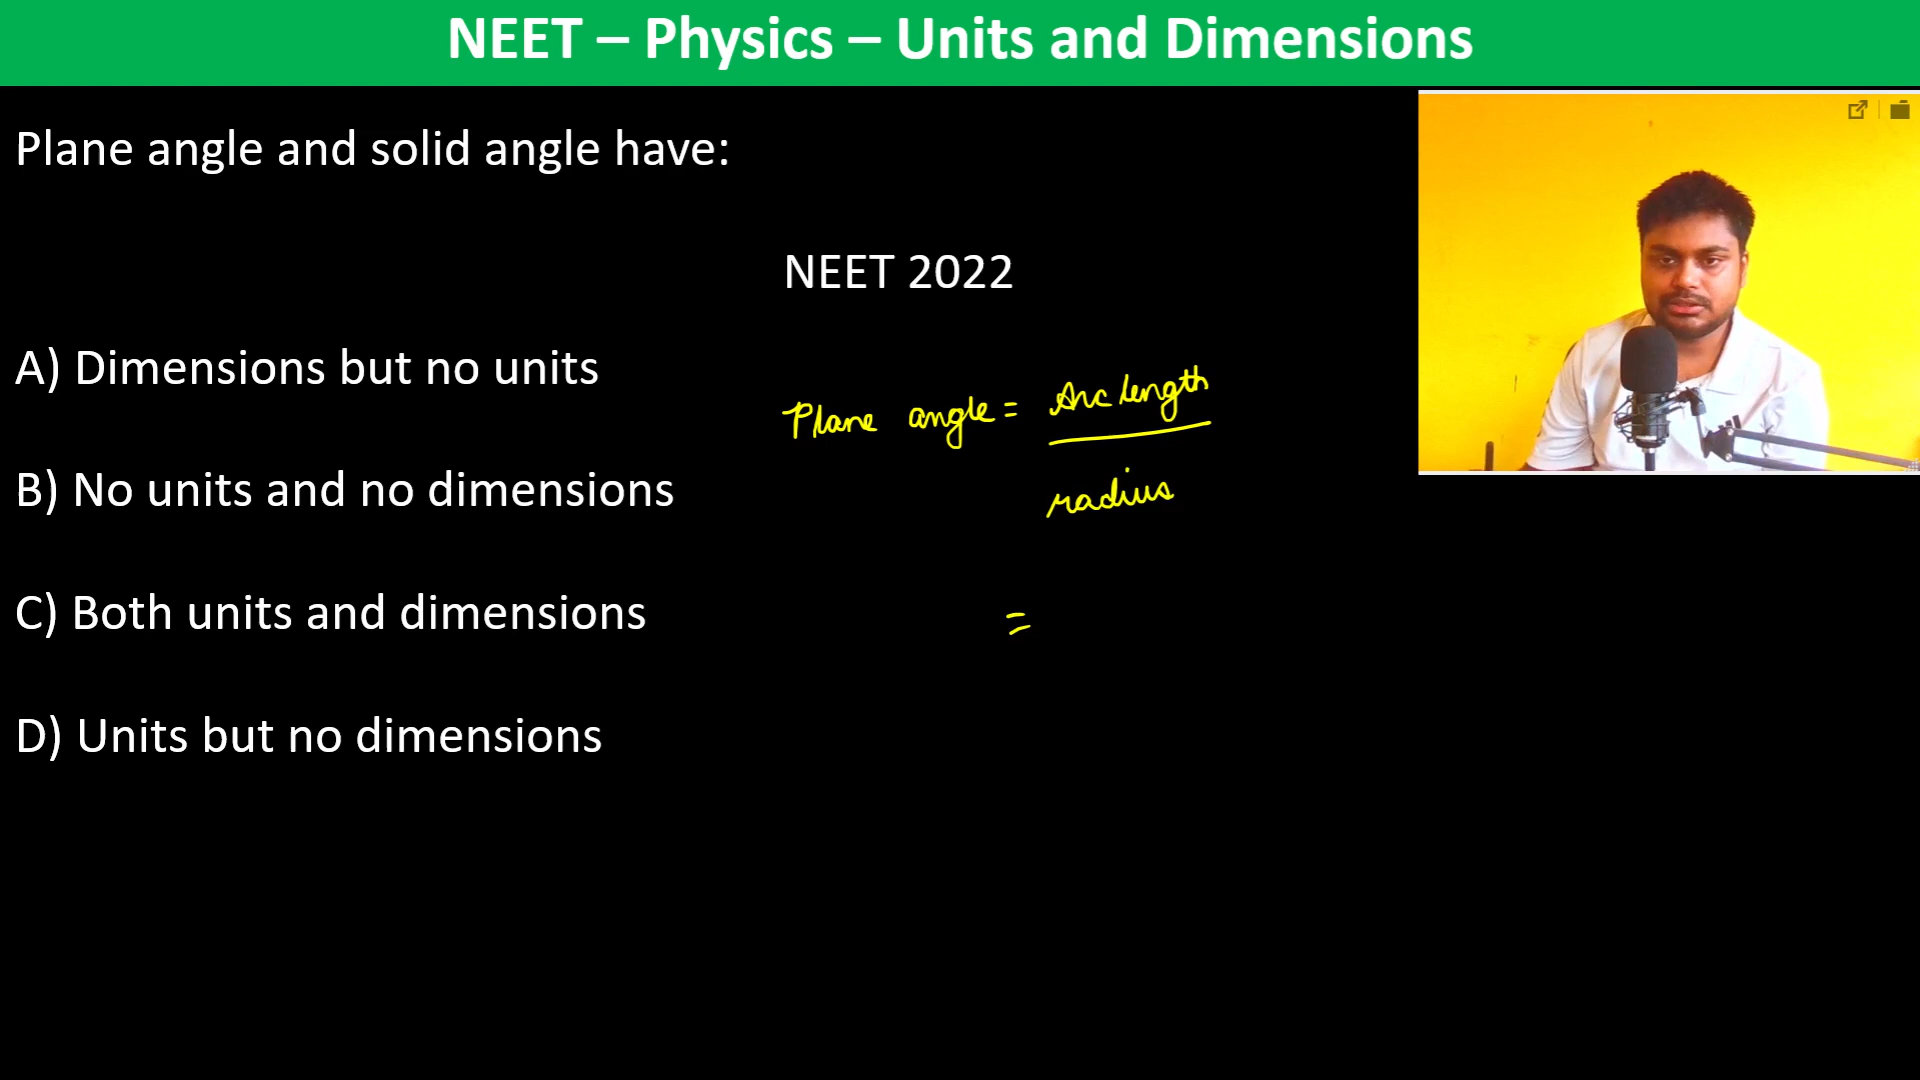 NEET – Physics – Units and Dimensions
Plane angle and solid angle have:
NEET 2022
A) Dimensions but no units
Plane angle = Arc length
radius
B) No units and no dimensions
=
C) Both units and dimensions
D) Units but no dimensions